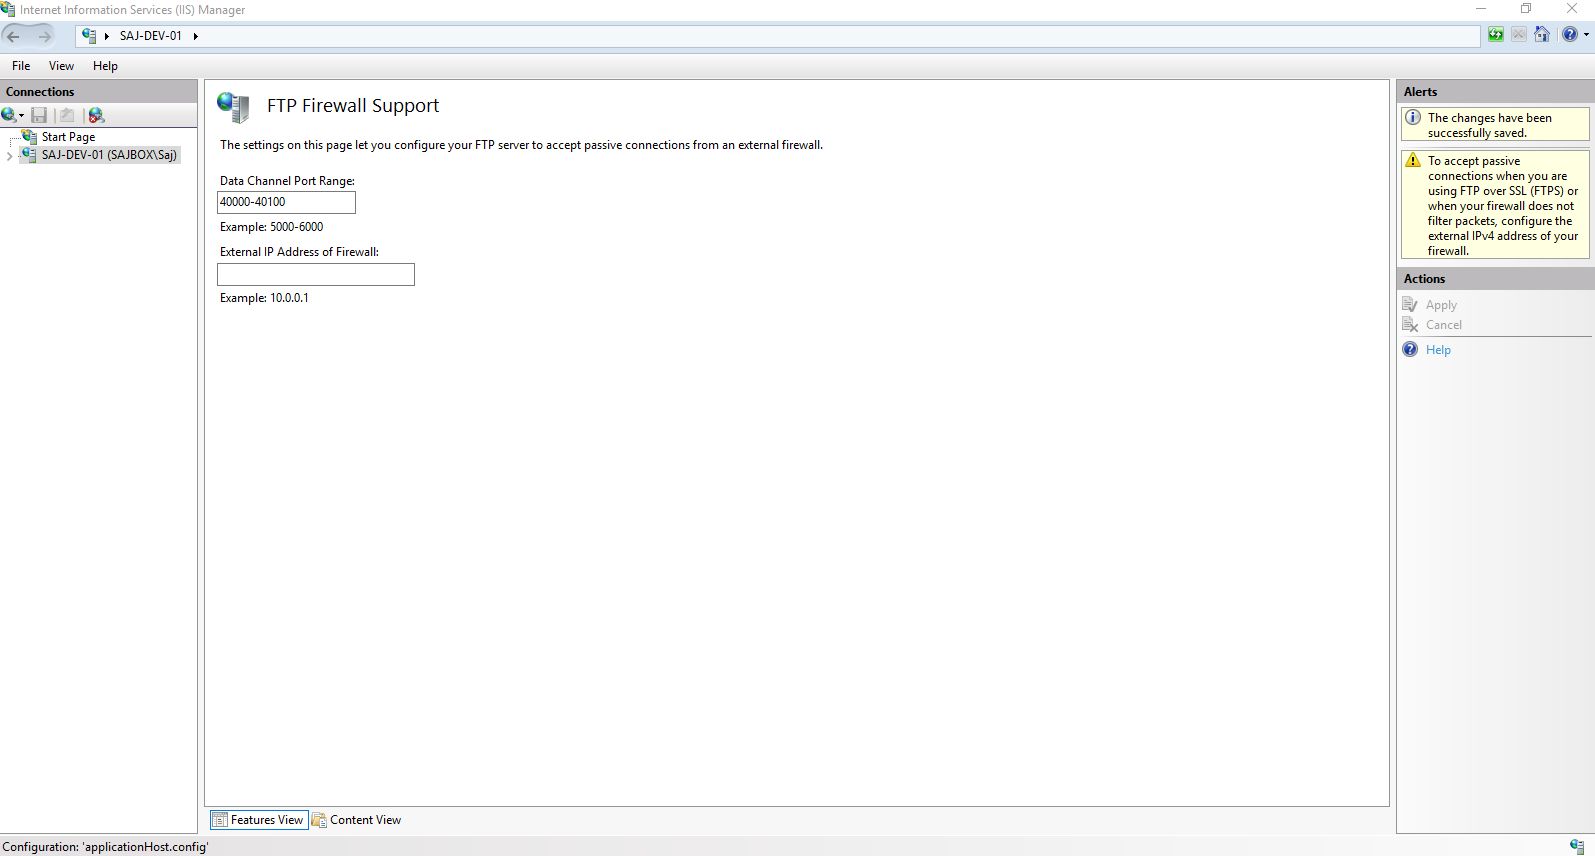 Internet Information Services (IIS) Manager
SAJ-DEV-01
File View Help
Connections
Start Page
SAJ-DEV-01 (SAJBOX\Saj)
FTP Firewall Support
The settings on this page let you configure your FTP server to accept passive connections from an external firewall.
Data Channel Port Range:
40000-40100
Example: 5000-6000
External IP Address of Firewall:
Example: 10.0.0.1
Features View Content View
Alerts
The changes have been
successfully saved.
To accept passive
connections when you are
using FTP over SSL (FTPS) or
when your firewall does not
filter packets, configure the
external IPv4 address of your
firewall.
Actions
Apply
Cancel
Help
Configuration: 'applicationHost.config'